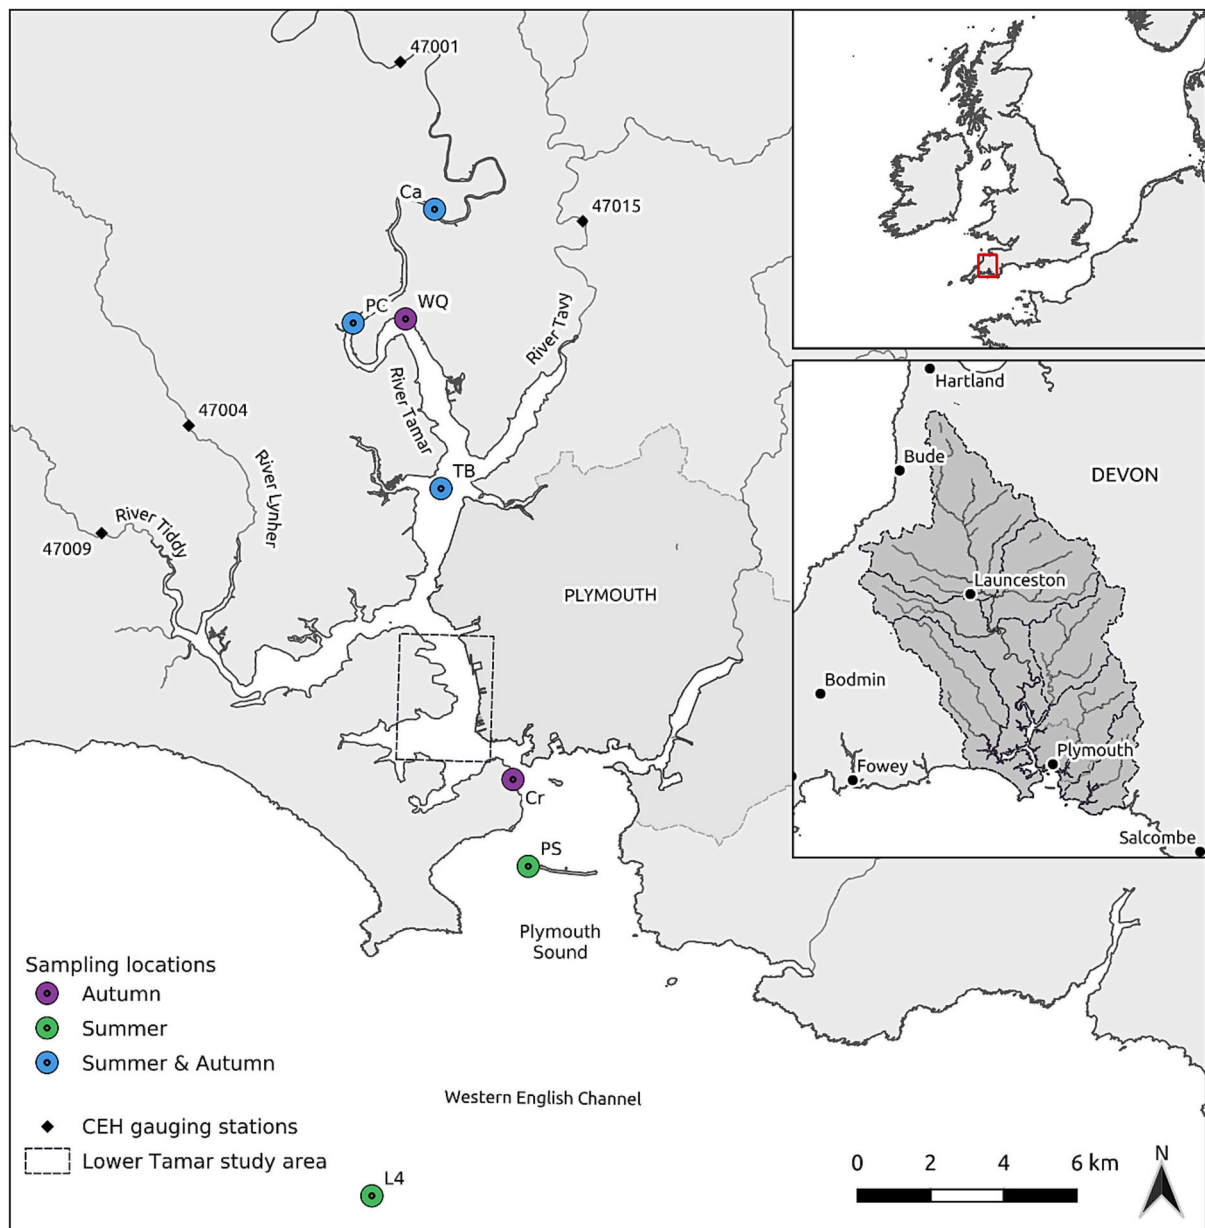 47001
Ca
47015
PC
WQ
River Tavy
River Tamar
47004
River Lynher
TB
River Tiddy
47009
PLYMOUTH
Cr
PS
Plymouth
Sound
Western English Channel
L4
Hartland
Bude
DEVON
Launceston
Bodmin
Plymouth
Fowey
Salcombe
Sampling locations
Autumn
Summer
Summer & Autumn
CEH gauging stations
Lower Tamar study area
0 2 4 6 km
N